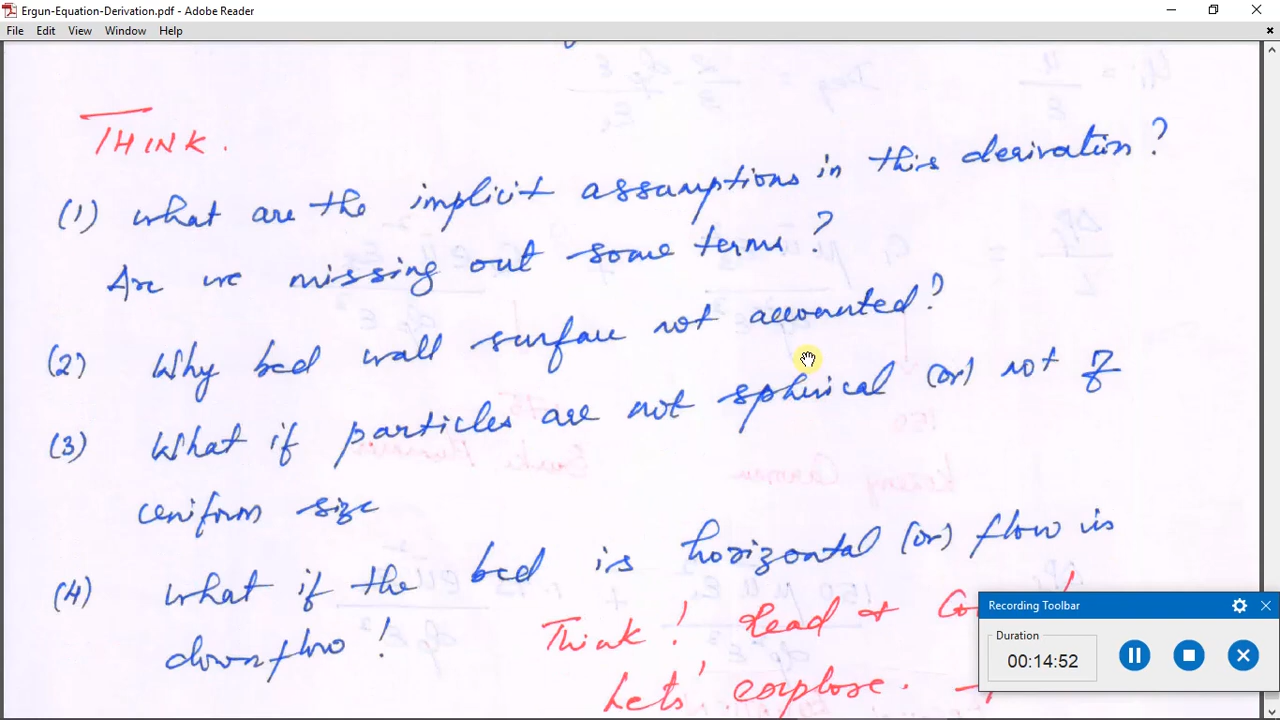 Ergun-Equation-Derivation.pdf - Adobe Reader
File Edit View Window Help
THINK.
(1) What are the implicit assumptions in this derivation?
Are we missing out some terms?
(2) Why bed wall surface not accounted?
(3) What if particles are not spherical (or) not
uniform size
(4) What if the bed is horizontal (or) flow is
downflow!
Think! Read &
Lets' explore.
Recording Toolbar
Duration
00:14:52